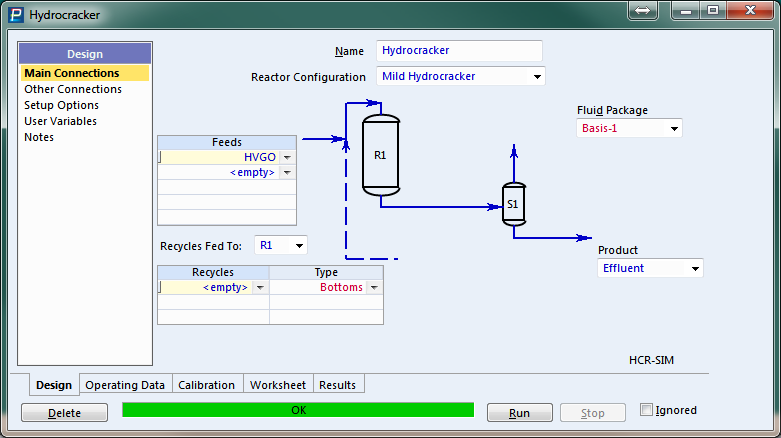 Hydrocracker
Design
Main Connections
Other Connections
Setup Options
User Variables
Notes
Name Hydrocracker
Reactor Configuration Mild Hydrocracker
Fluid Package
Basis-1
Feeds
HVGO
<empty>
R1
S1
Recycles Fed To: R1
Product
Effluent
Recycles Type
<empty> Bottoms
HCR-SIM
Design Operating Data Calibration Worksheet Results
Delete OK Run Stop Ignored